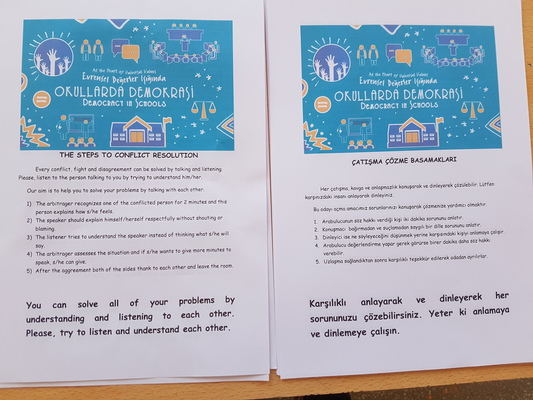 At the Heart of Universal Values
Evrensel Değerler Işığında
OKULLARDA DEMOKRASİ
DEMOCRACY IN SCHOOLS
THE STEPS TO CONFLICT RESOLUTION
Every conflict, fight and disagreement can be solved by talking and listening.
Please, listen to the person talking to you by trying to understand him/her.
Our aim is to help you to solve your problems by talking with each other.
1) The arbitrager recognizes one of the conflicted person for 2 minutes and this
person explains how s/he feels.
2) The speaker should explain himself/herself respectfully without shouting or
blaming.
3) The listener tries to understand the speaker instead of thinking what s/he will
say.
4) The arbitrager assesses the situation and if s/he wants to give more minutes to
speak, s/he can give.
5) After the aggreement both of the sides thank to each other and leave the room.
You can solve all of your problems by
understanding and listening to each other.
Please, try to listen and understand each other.
At the Heart of Universal Values
Evrensel Değerler Işığında
OKULLARDA DEMOKRASİ
DEMOCRACY IN SCHOOLS
ÇATIŞMA ÇÖZME BASAMAKLARI
Her çatışma, kavga ve anlaşmazlık konuşarak ve dinleyerek çözülebilir. Lütfen
karşınızdaki insanı anlayarak dinleyiniz.
Bu odayı açma amacımız sorunlarınızı konuşarak çözmenize yardımcı olmaktır.
1. Arabulucunun söz hakkı verdiği kişi iki dakika sorununu anlatır.
2. Konuşmacı bağırmadan ve suçlamadan saygılı bir dille sorununu anlatır.
3. Dinleyici ise ne söyleyeceğini düşünmek yerine karşısındaki kişiyi anlamaya çalışır.
4. Arabulucu değerlendirme yapar gerek görürse birer dakika daha söz hakkı
verebilir.
5. Uzlaşma sağlandıktan sonra karşılıklı teşekkür edilerek odadan ayrılırlar.
Karşılıklı anlayarak ve dinleyerek her
sorununuzu çözebilirsiniz. Yeter ki anlamaya
ve dinlemeye çalışın.